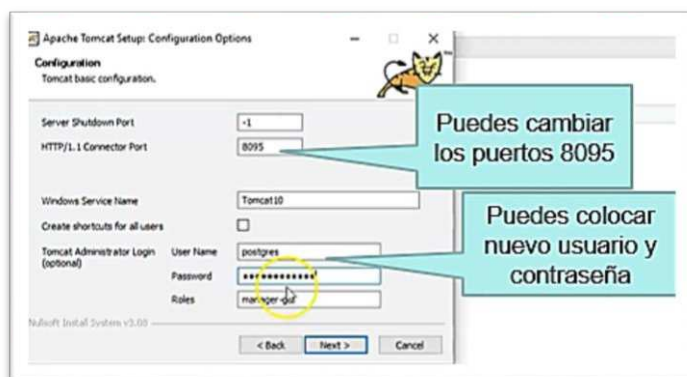 Apache Tomcat Setup: Configuration Options
Configuration
Tomcat basic configuration.
Server Shutdown Port -1
HTTP/1.1 Connector Port 8095
Puedes cambiar
los puertos 8095
Windows Service Name Tomcat10
Create shortcuts for all users
Tomcat Administrator Login (optional) User Name postgres
Password ************
Roles manager-gui
Puedes colocar
nuevo usuario y
contraseña
Nullsoft Install System v3.08
< Back Next > Cancel